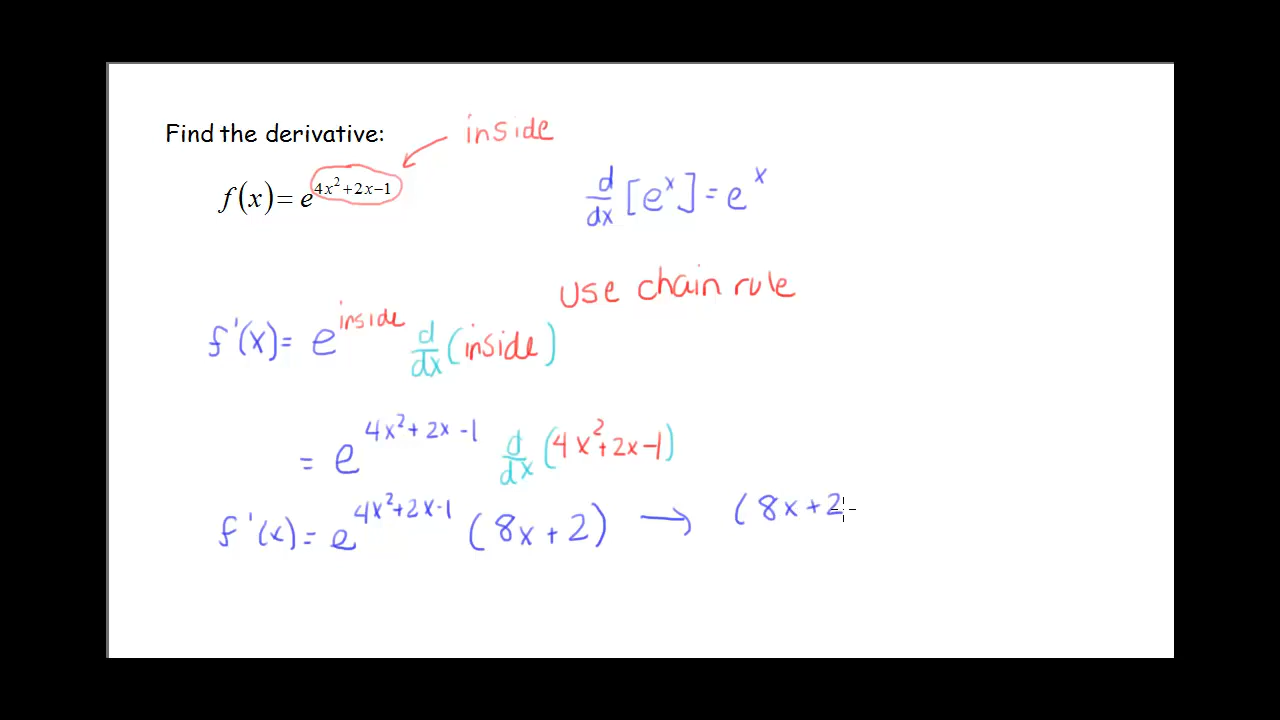 Find the derivative: inside
f(x) = e^{4x²+2x−1}
d/dx [e^x] = e^x
use chain rule
f'(x) = e^{inside} d/dx (inside)
= e^{4x²+2x-1} d/dx (4x²+2x-1)
f'(x) = e^{4x²+2x-1} (8x+2) → (8x+2